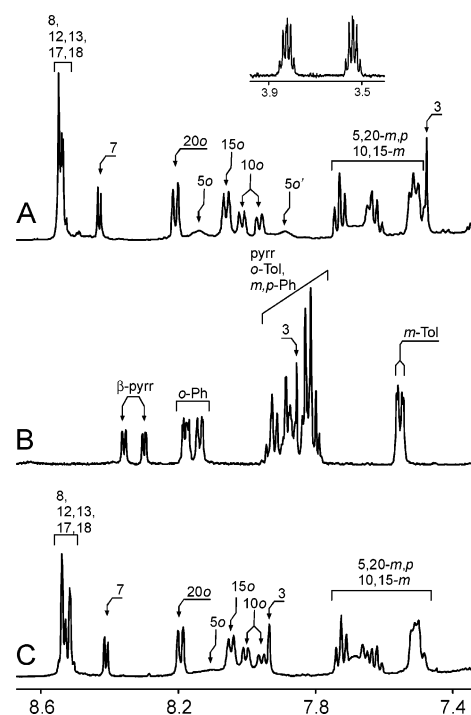 8,
12,13,
17,18
7
20o
5o
15o
10o
5o'
3.9
3.5
5,20-m,p
10,15-m
3
A
pyrr
o-Tol,
m,p-Ph
3
m-Tol
β-pyrr
o-Ph
B
8,
12,13,
17,18
7
20o
5o
15o
10o
3
5,20-m,p
10,15-m
C
8.6
8.2
7.8
7.4